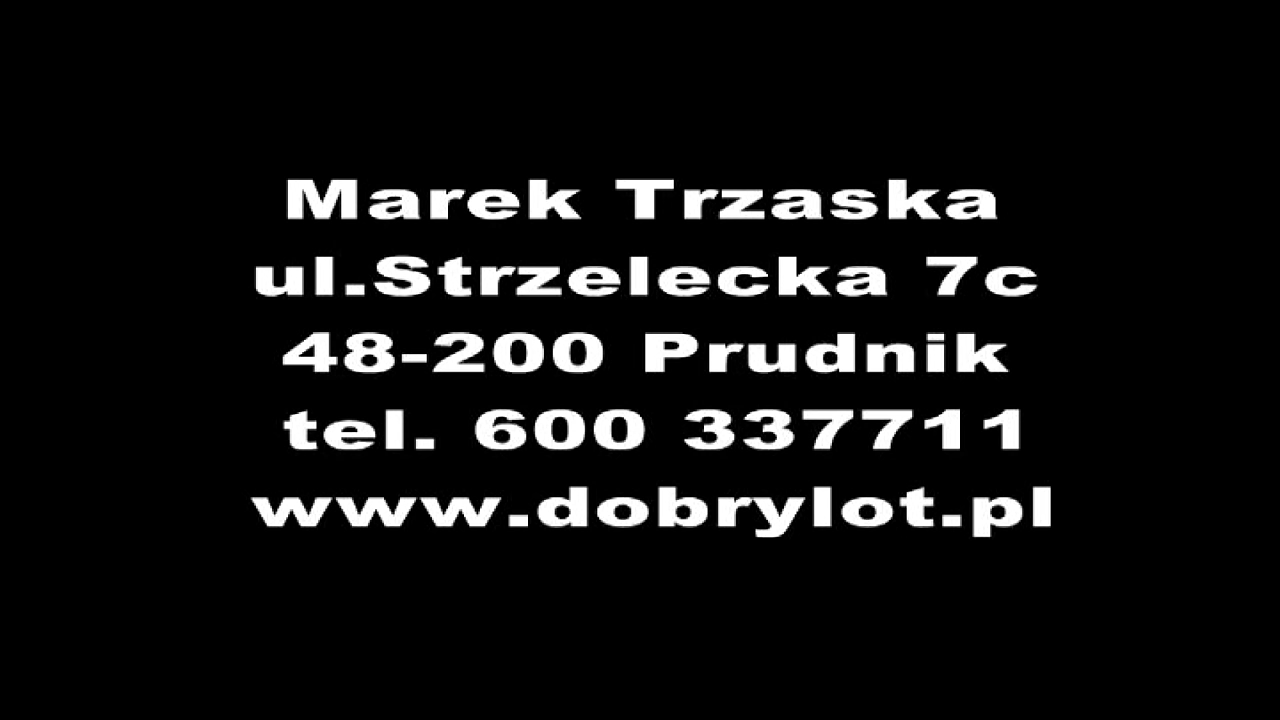 Marek Trzaska
ul.Strzelecka 7c
48-200 Prudnik
tel. 600 337711
www.dobrylot.pl